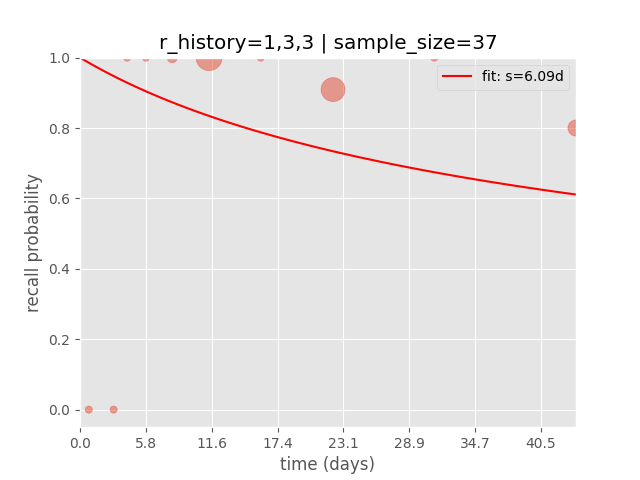 r_history=1,3,3 | sample_size=37
fit: s=6.09d
recall probability
1.0
0.8
0.6
0.4
0.2
0.0
0.0 5.8 11.6 17.4 23.1 28.9 34.7 40.5
time (days)